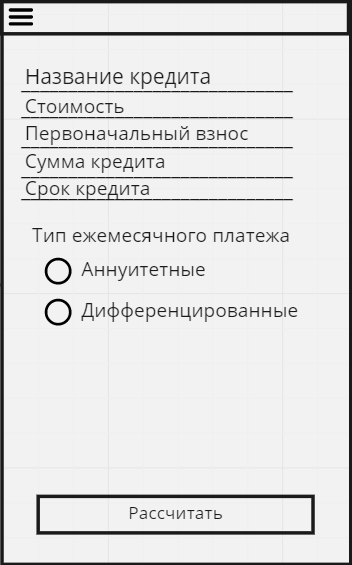 Название кредита
Стоимость
Первоначальный взнос
Сумма кредита
Срок кредита
Тип ежемесячного платежа
Аннуитетные
Дифференцированные
Рассчитать